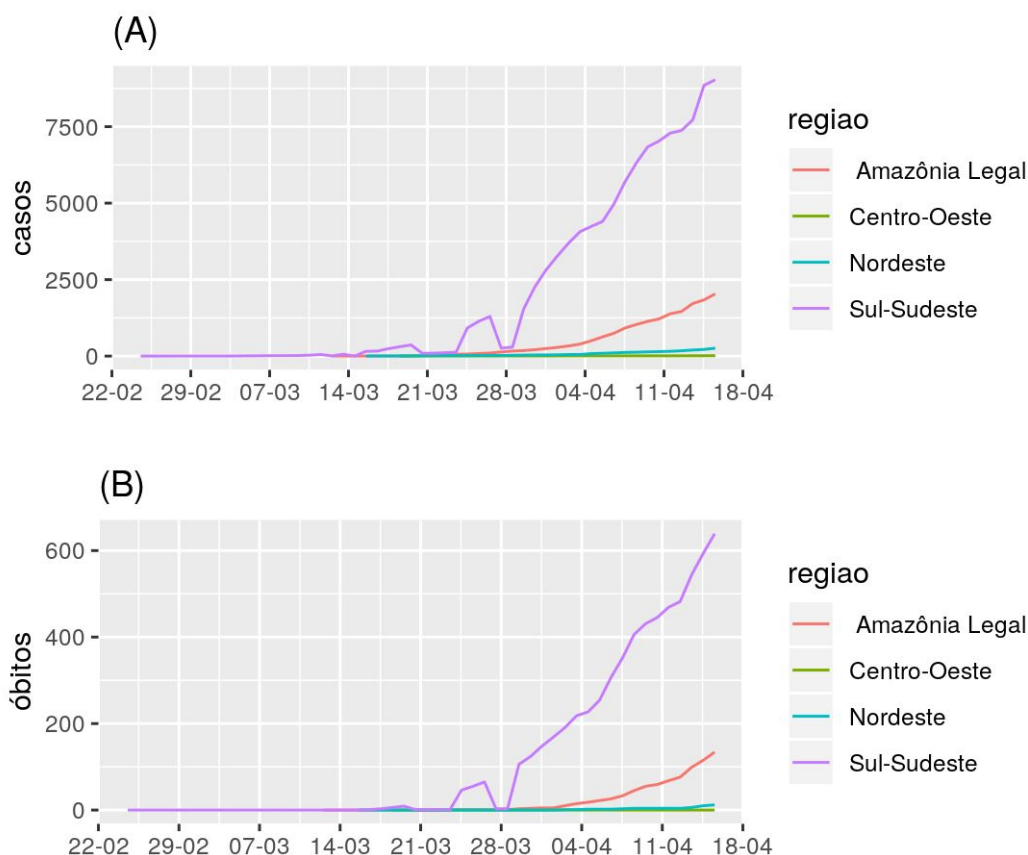 (A)
casos
7500
5000
2500
0
22-02 29-02 07-03 14-03 21-03 28-03 04-04 11-04 18-04
regiao
Amazônia Legal
Centro-Oeste
Nordeste
Sul-Sudeste
(B)
óbitos
600
400
200
0
22-02 29-02 07-03 14-03 21-03 28-03 04-04 11-04 18-04
regiao
Amazônia Legal
Centro-Oeste
Nordeste
Sul-Sudeste